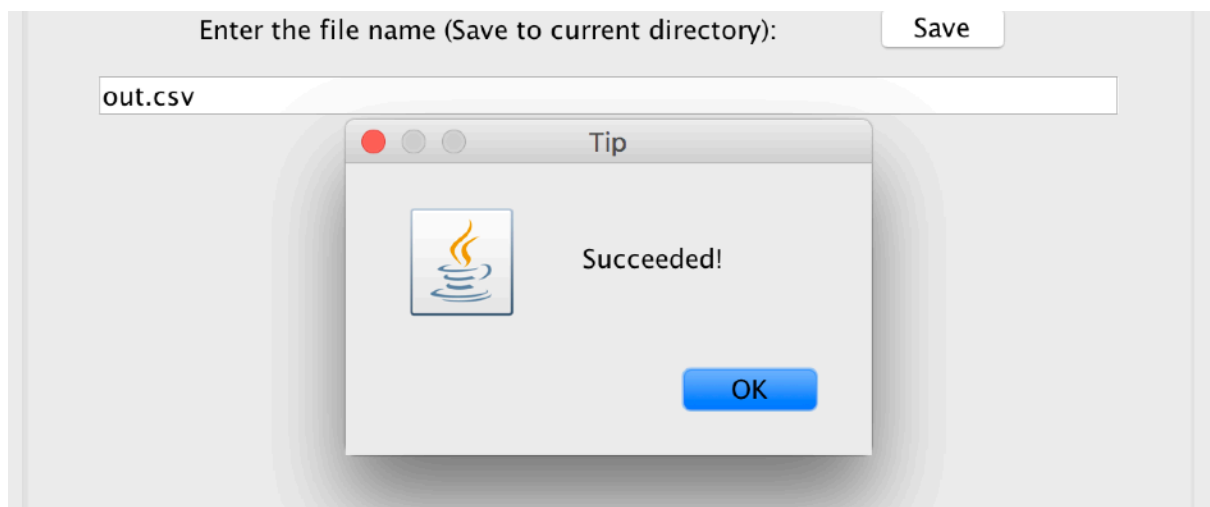 Enter the file name (Save to current directory):
Save
out.csv
Tip
Succeeded!
OK